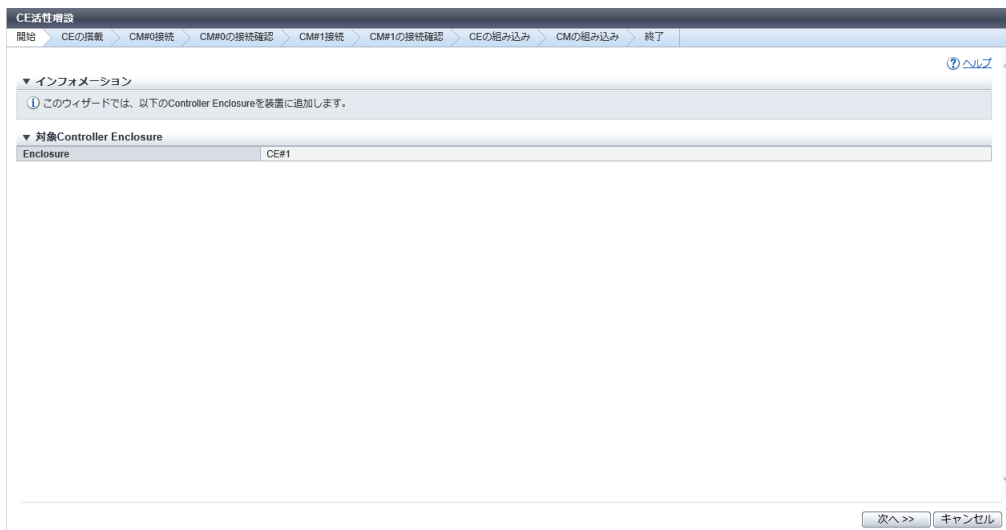 CE活性増設
開始 CEの搭載 CM#0接続 CM#0の接続確認 CM#1接続 CM#1の接続確認 CEの組み込み CMの組み込み 終了
ヘルプ
インフォメーション
このウィザードでは、以下のController Enclosureを装置に追加します。
対象Controller Enclosure
Enclosure CE#1
次へ >> キャンセル